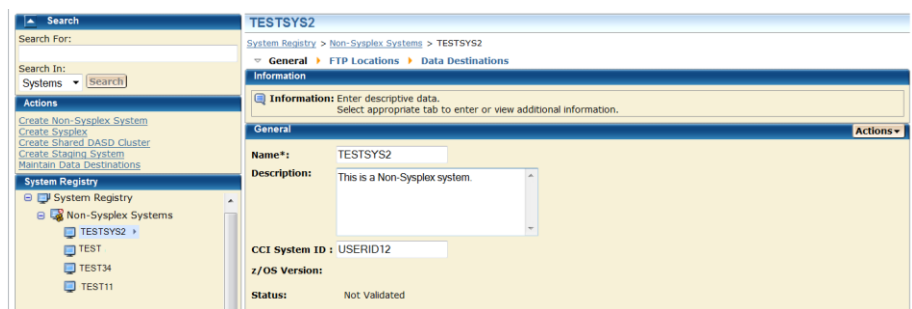 Search
Search For:
Search In:
Systems
Search
Actions
Create Non-Sysplex System
Create Sysplex
Create Shared DASD Cluster
Create Staging System
Maintain Data Destinations
System Registry
System Registry
Non-Sysplex Systems
TESTSYS2
TEST
TEST34
TEST11
TESTSYS2
System Registry > Non-Sysplex Systems > TESTSYS2
General FTP Locations Data Destinations
Information
Information: Enter descriptive data.
Select appropriate tab to enter or view additional information.
General Actions
Name*: TESTSYS2
Description: This is a Non-Sysplex system.
CCI System ID : USERID12
z/OS Version:
Status: Not Validated